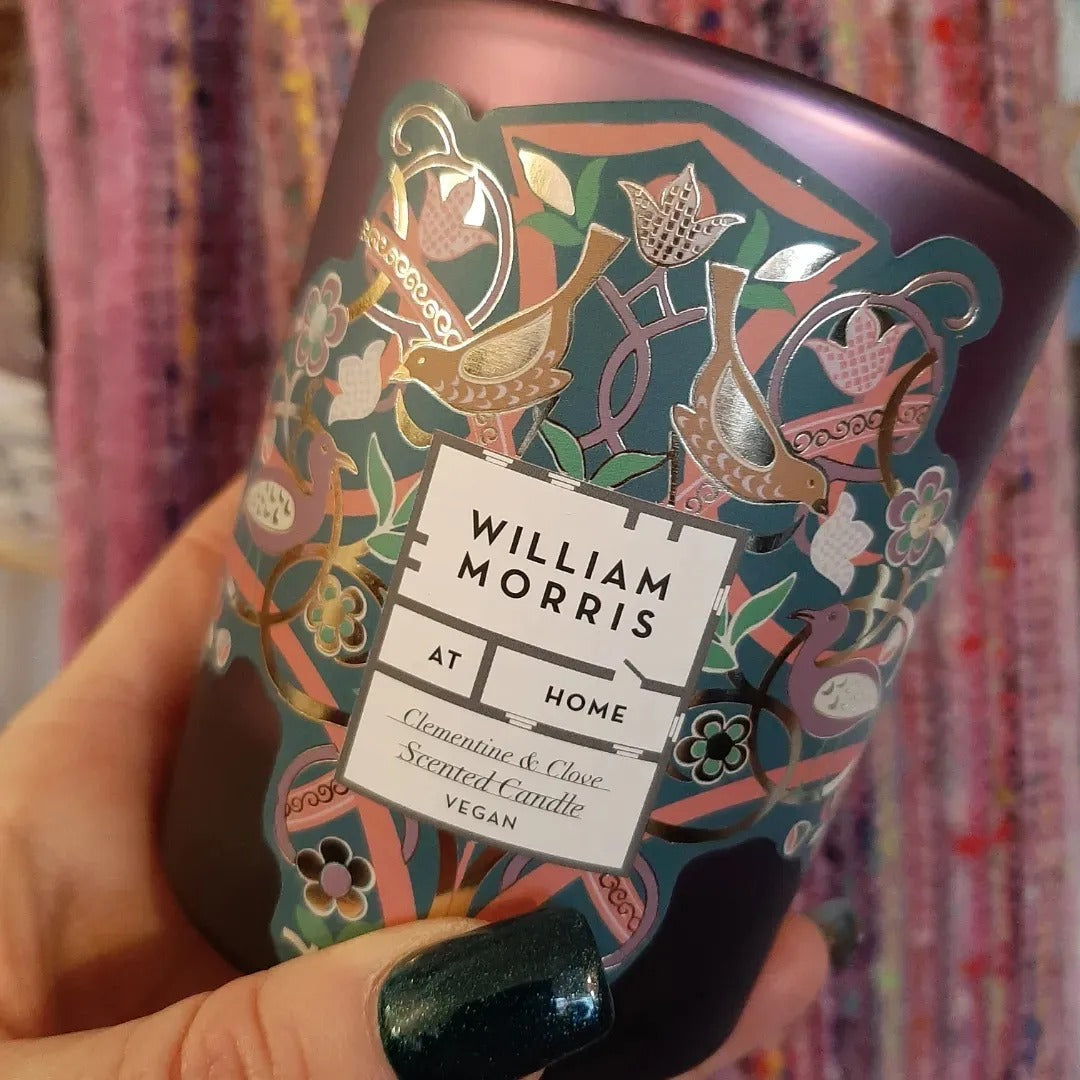 WILLIAM
MORRIS
AT
HOME
Clementine & Clove
Scented Candle
VEGAN